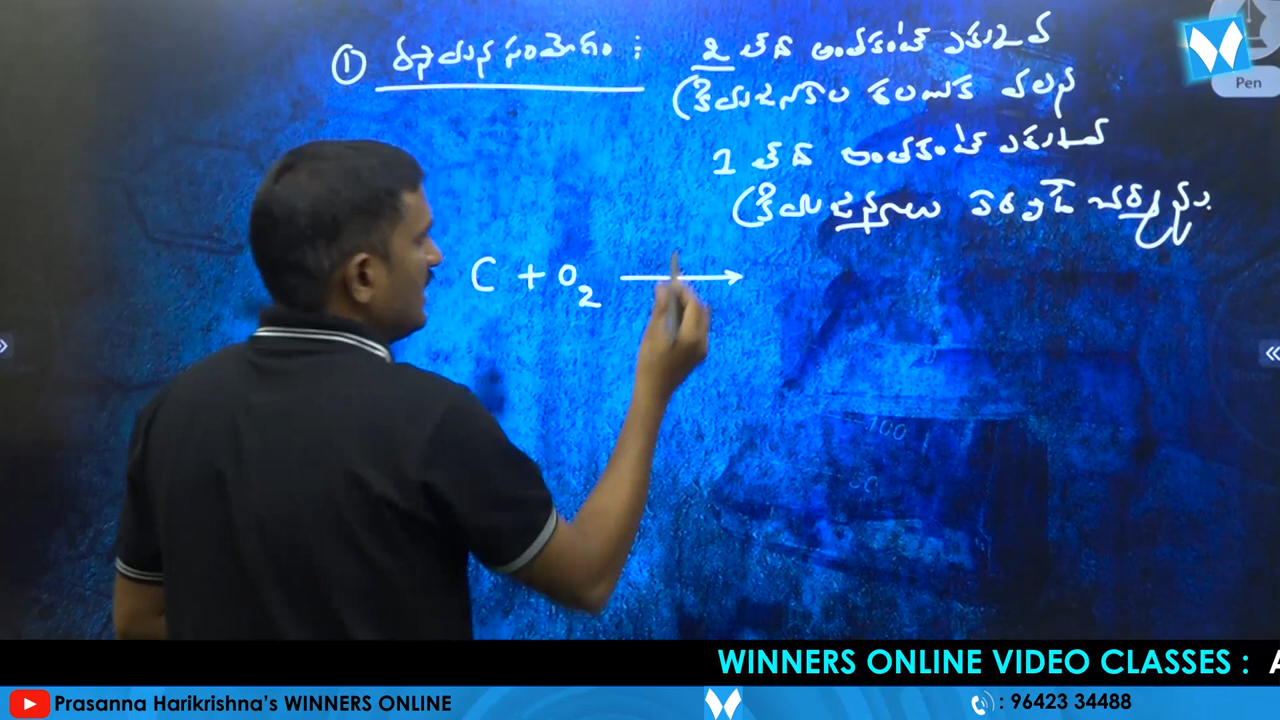 ① రసాయన సంయోగం :
2 లేదా అంతకంటే ఎక్కువ
క్రియాజనకాల కలయిక వలన
1 లేదా అంతకంటే ఎక్కువ
క్రియాజన్యాలు ఏర్పడే చర్యను.
C + O₂ →
=100
Pen
WINNERS ONLINE VIDEO CLASSES :
Prasanna Harikrishna's WINNERS ONLINE
: 96423 34488